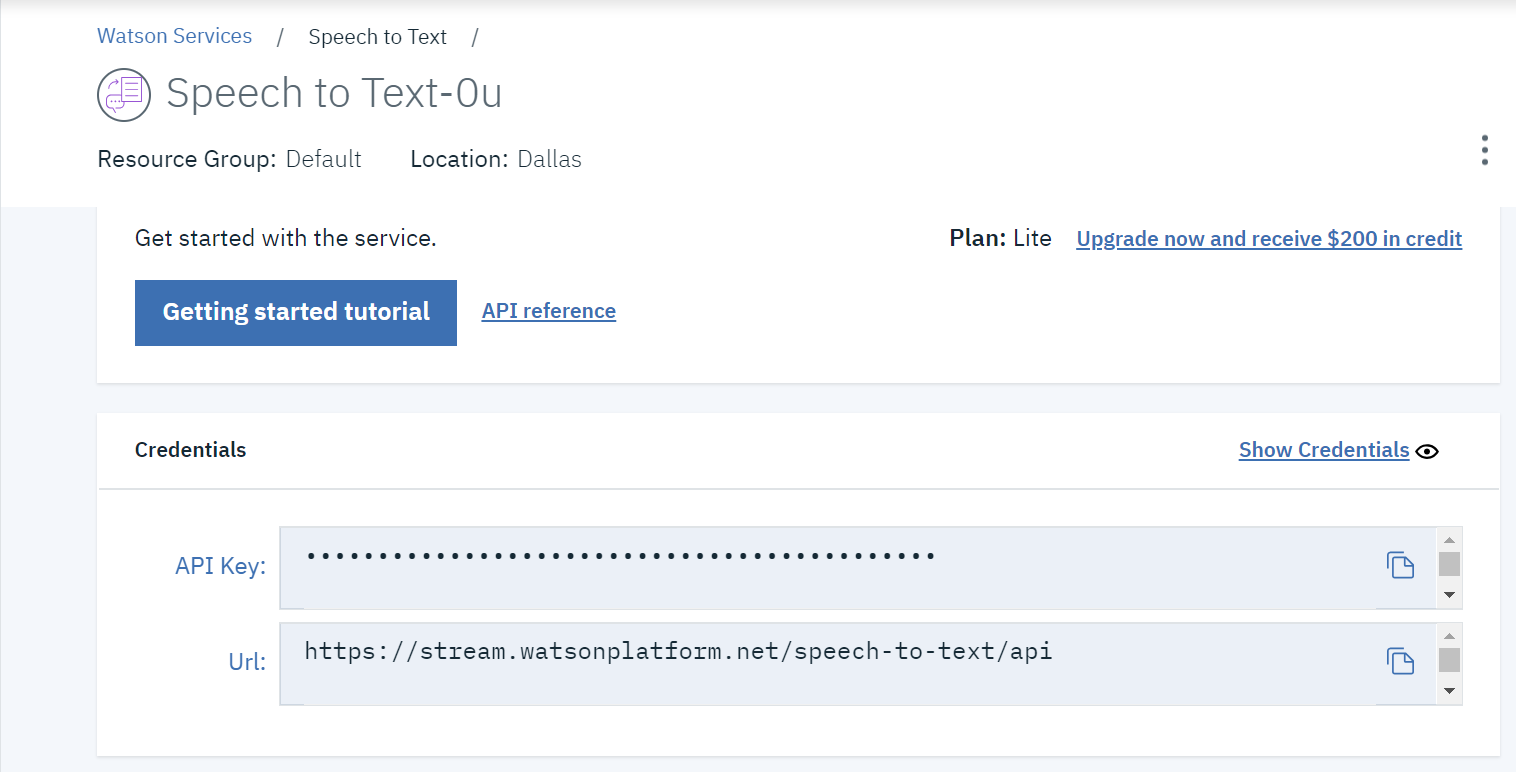 Watson Services / Speech to Text /
Speech to Text-0u
Resource Group: Default Location: Dallas
Get started with the service. Plan: Lite Upgrade now and receive $200 in credit
Getting started tutorial API reference
Credentials Show Credentials
API Key: ••••••••••••••••••••••••••••••••••••••••••••
Url: https://stream.watsonplatform.net/speech-to-text/api